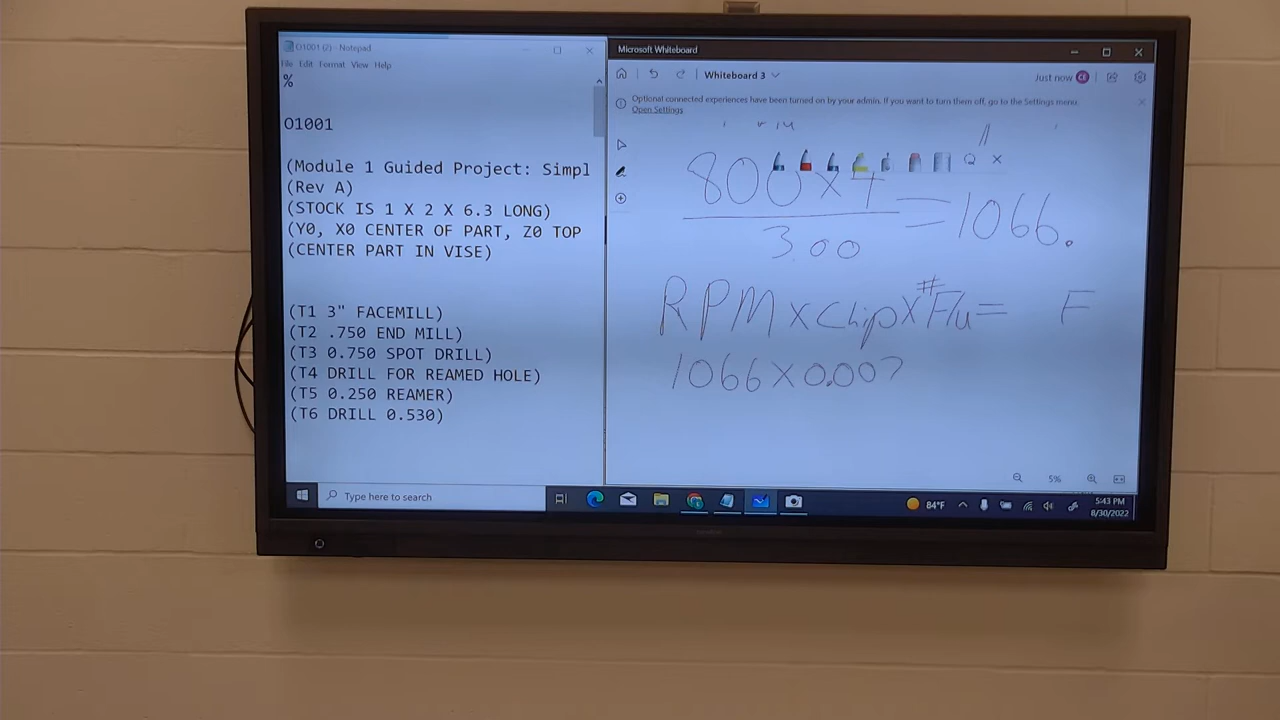 O1001 (2) - Notepad
File Edit Format View Help
%
O1001
(Module 1 Guided Project: Simpl
(Rev A)
(STOCK IS 1 X 2 X 6.3 LONG)
(Y0, X0 CENTER OF PART, Z0 TOP
(CENTER PART IN VISE)
(T1 3" FACEMILL)
(T2 .750 END MILL)
(T3 0.750 SPOT DRILL)
(T4 DRILL FOR REAMED HOLE)
(T5 0.250 REAMER)
(T6 DRILL 0.530)
Microsoft Whiteboard
Whiteboard 3
Just now
Optional connected experiences have been turned on by your admin. If you want to turn them off, go to the Settings menu.
Open Settings
800 x 4
3.00
= 1066.
RPM x Chip x # Flu = F
1066 x 0.007
5%
Type here to search
84°F
5:43 PM
8/30/2022